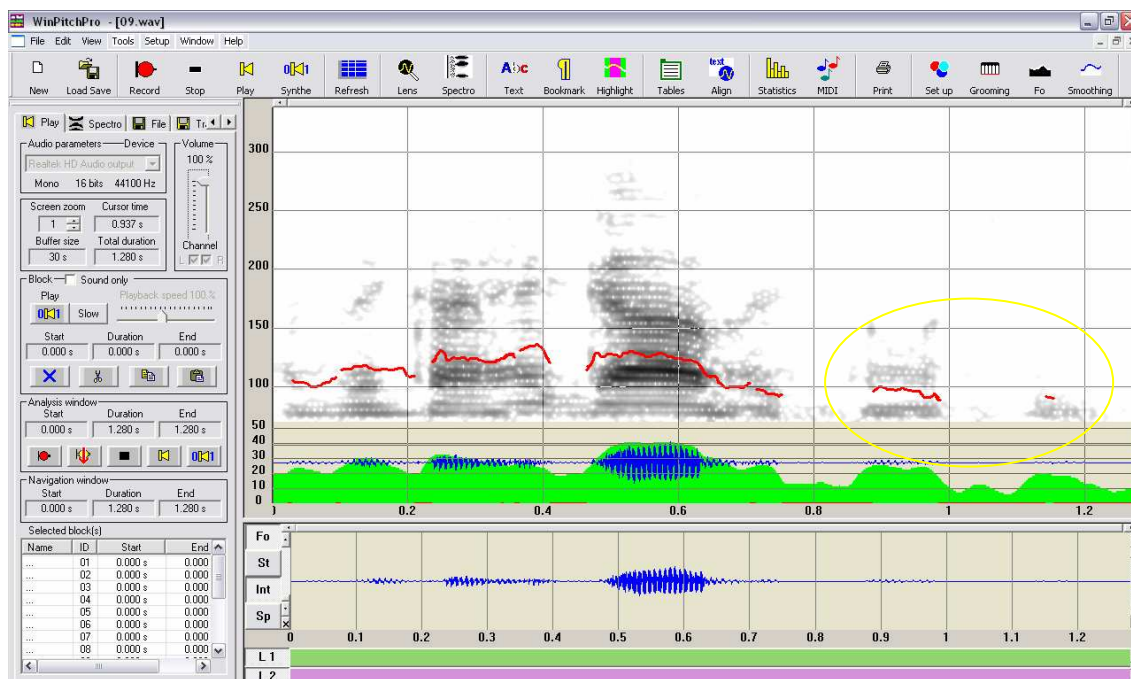 WinPitchPro - [09.wav]
File Edit View Tools Setup Window Help
New Load Save Record Stop Play Synthe Refresh Lens Spectro Text Bookmark Highlight Tables Align Statistics MIDI Print Set up Grooming Fo Smoothing
Play Spectro File Tr
Audio parameters Device Volume
Realtek HD Audio output 100 %
Mono 16 bits 44100 Hz
Screen zoom Cursor time
1 0.937 s
Buffer size Total duration Channel
30 s 1.280 s L R
Block Sound only
Play Playback speed 100 %
0 1 Slow
Start Duration End
0.000 s 0.000 s 0.000 s
Analysis window
Start Duration End
0.000 s 1.280 s 1.280 s
0 1
Navigation window
Start Duration End
0.000 s 1.280 s 1.280 s
Selected block(s)
Name ID Start End
... 01 0.000 s 0.000
... 02 0.000 s 0.000
... 03 0.000 s 0.000
... 04 0.000 s 0.000
... 05 0.000 s 0.000
... 06 0.000 s 0.000
... 07 0.000 s 0.000
... 08 0.000 s 0.000
300
250
200
150
100
50
40
30
20
10
0
0.2 0.4 0.6 0.8 1 1.2
Fo
St
Int
Sp
0 0.1 0.2 0.3 0.4 0.5 0.6 0.7 0.8 0.9 1 1.1 1.2
L 1
L 2